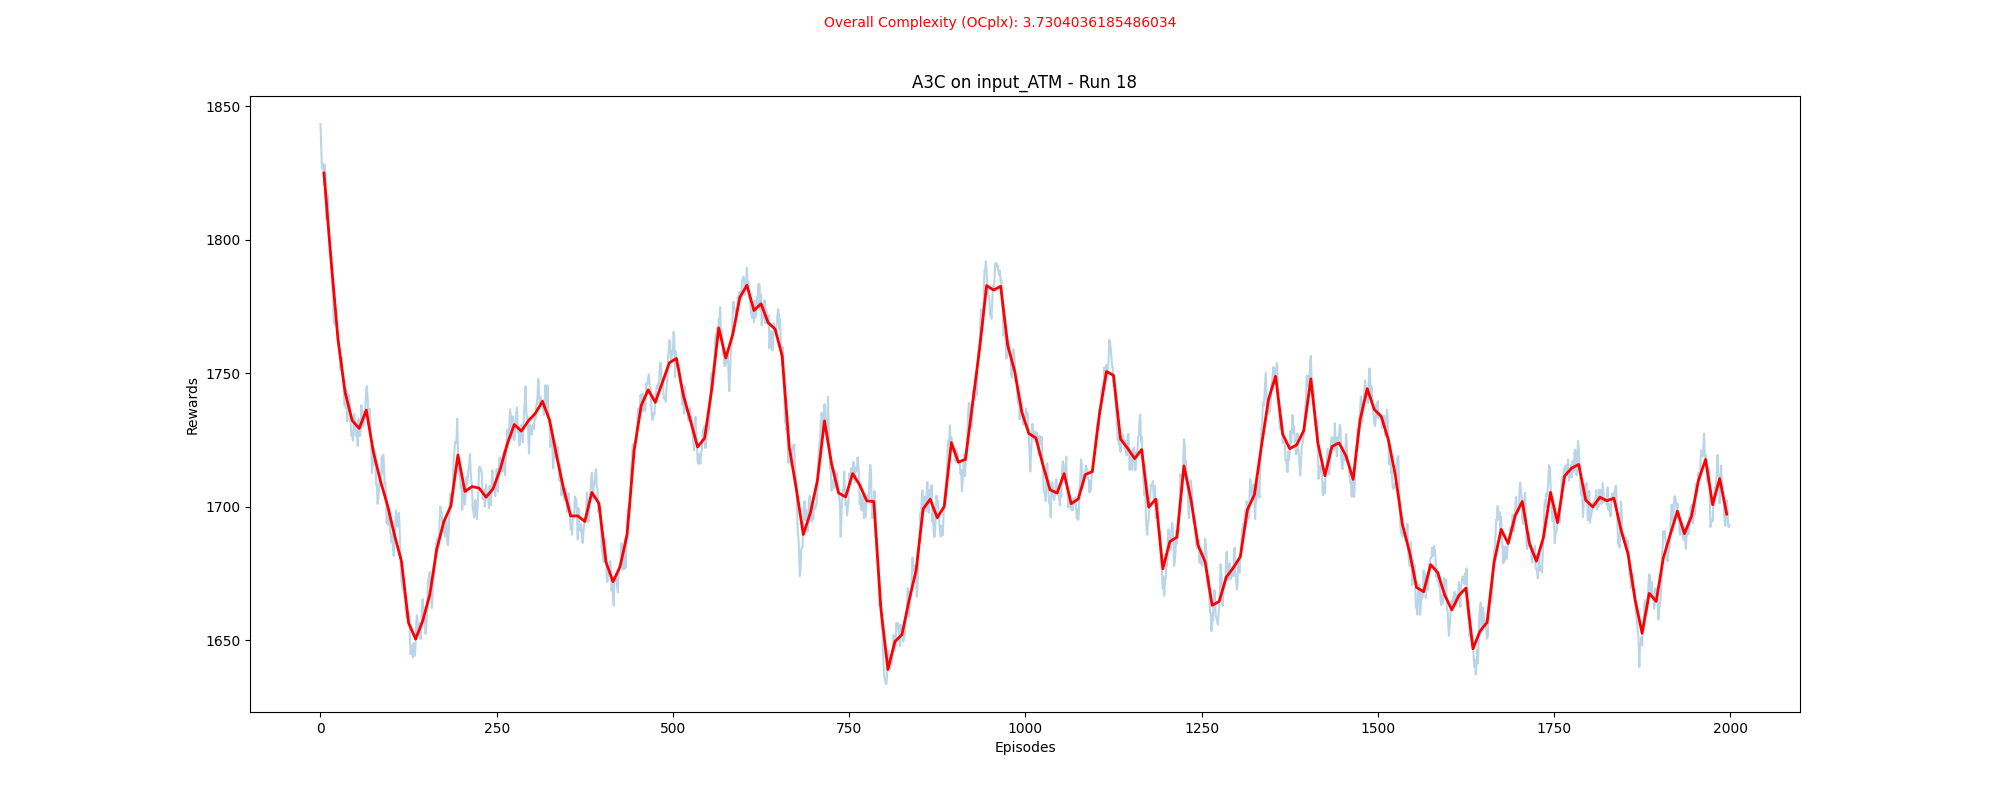 Overall Complexity (OCplx): 3.7304036185486034
A3C on input_ATM - Run 18
1850
1800
1750
1700
1650
Rewards
0 250 500 750 1000 1250 1500 1750 2000
Episodes